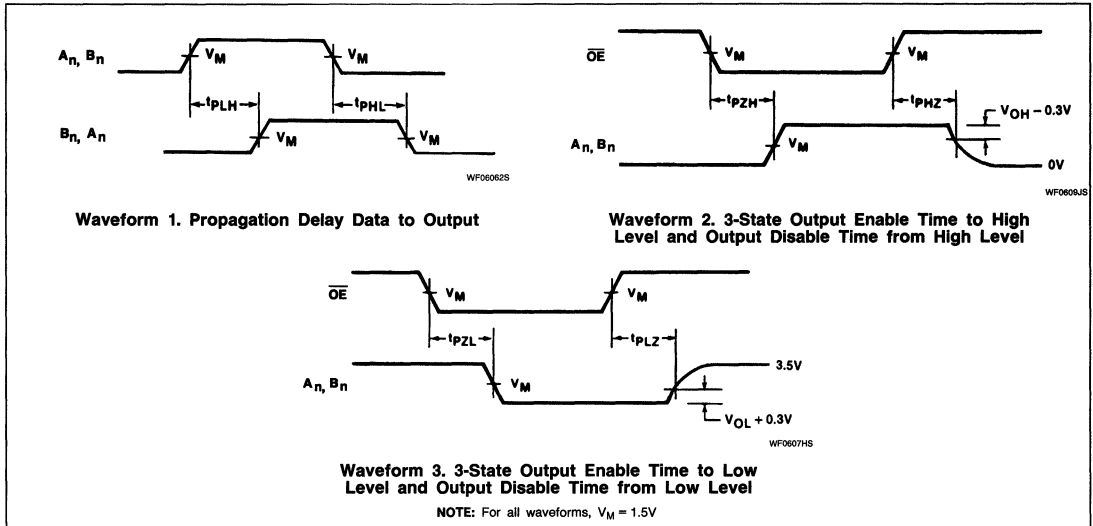 An, Bn
VM
VM
tPLH
tPHL
Bn, An
VM
VM
WF06062S
Waveform 1. Propagation Delay Data to Output
OE
VM
VM
tPZH
tPHZ
VOH − 0.3V
An, Bn
VM
0V
WF0609JS
Waveform 2. 3-State Output Enable Time to High
Level and Output Disable Time from High Level
OE
VM
VM
tPZL
tPLZ
3.5V
An, Bn
VM
VOL + 0.3V
WF0607HS
Waveform 3. 3-State Output Enable Time to Low
Level and Output Disable Time from Low Level
NOTE: For all waveforms, VM = 1.5V